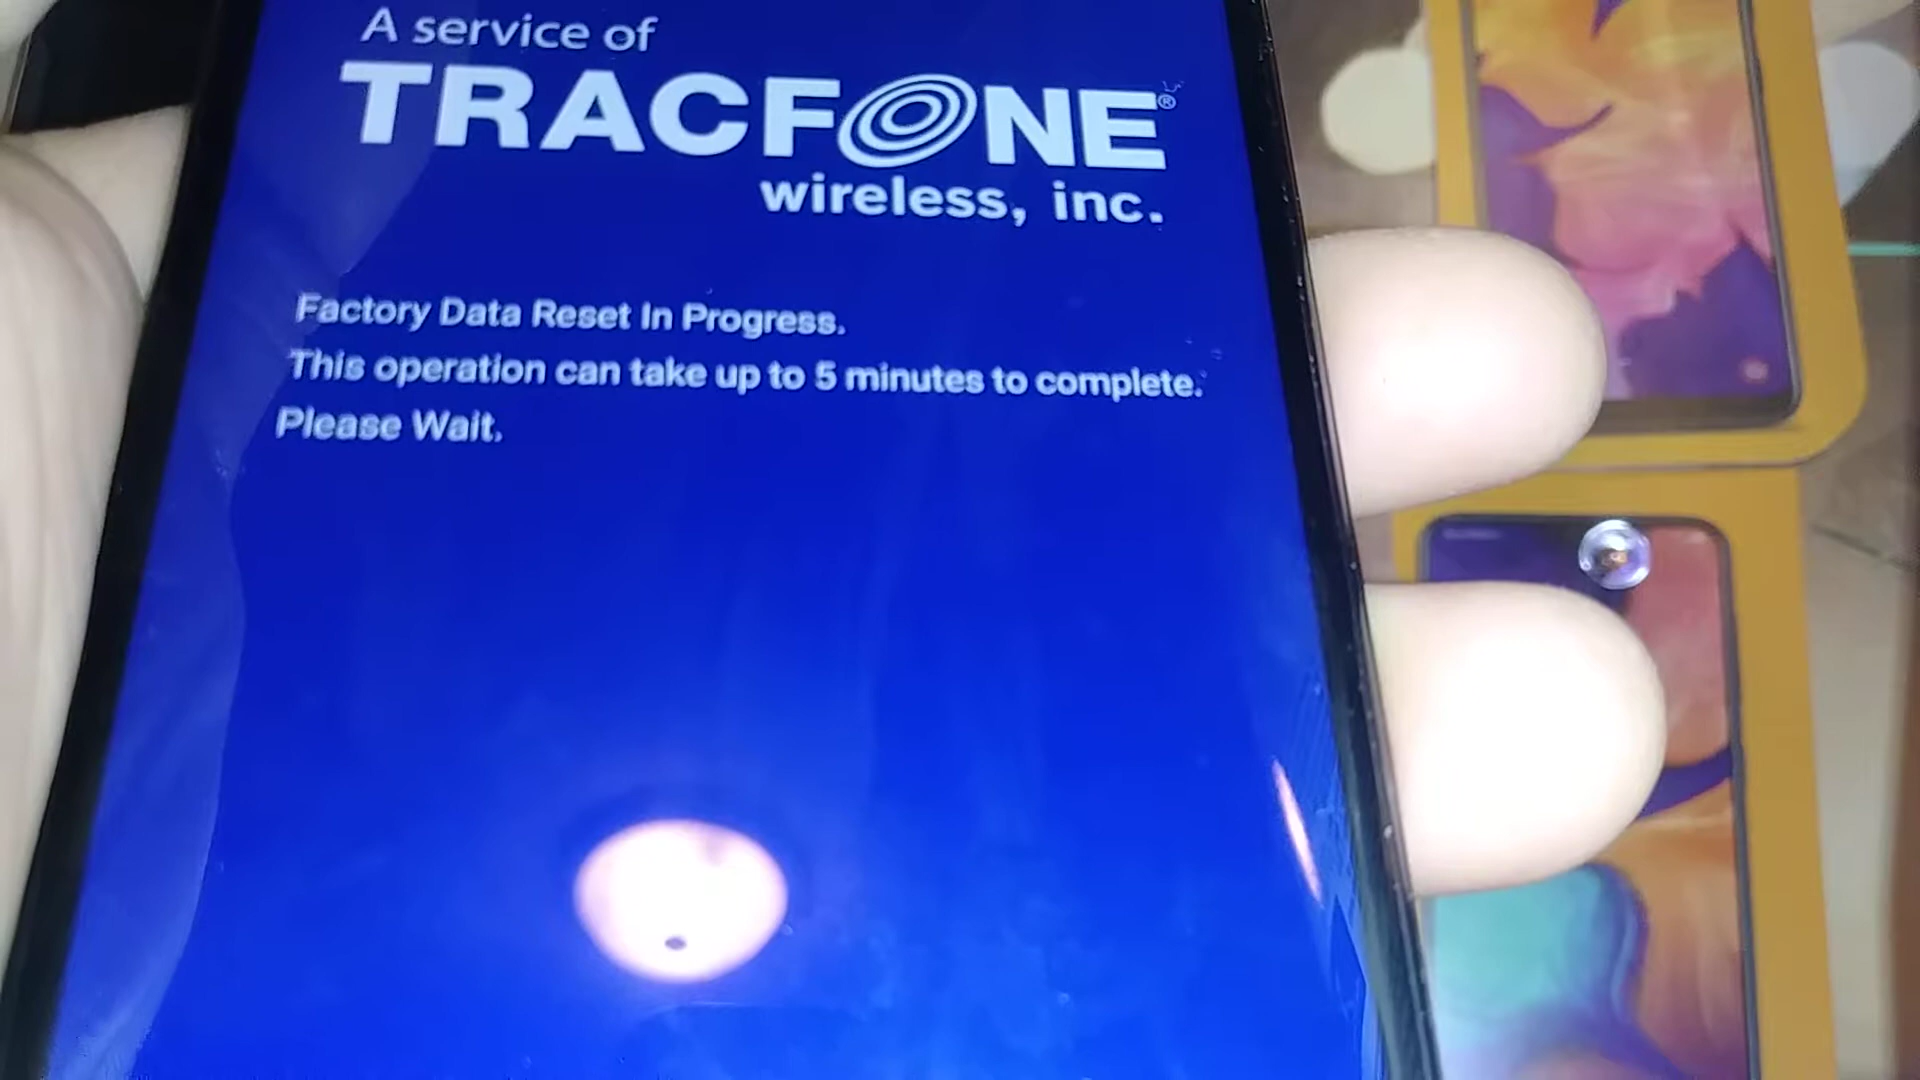 A service of
TRACFONE®
wireless, inc.
Factory Data Reset In Progress.
This operation can take up to 5 minutes to complete.
Please Wait.